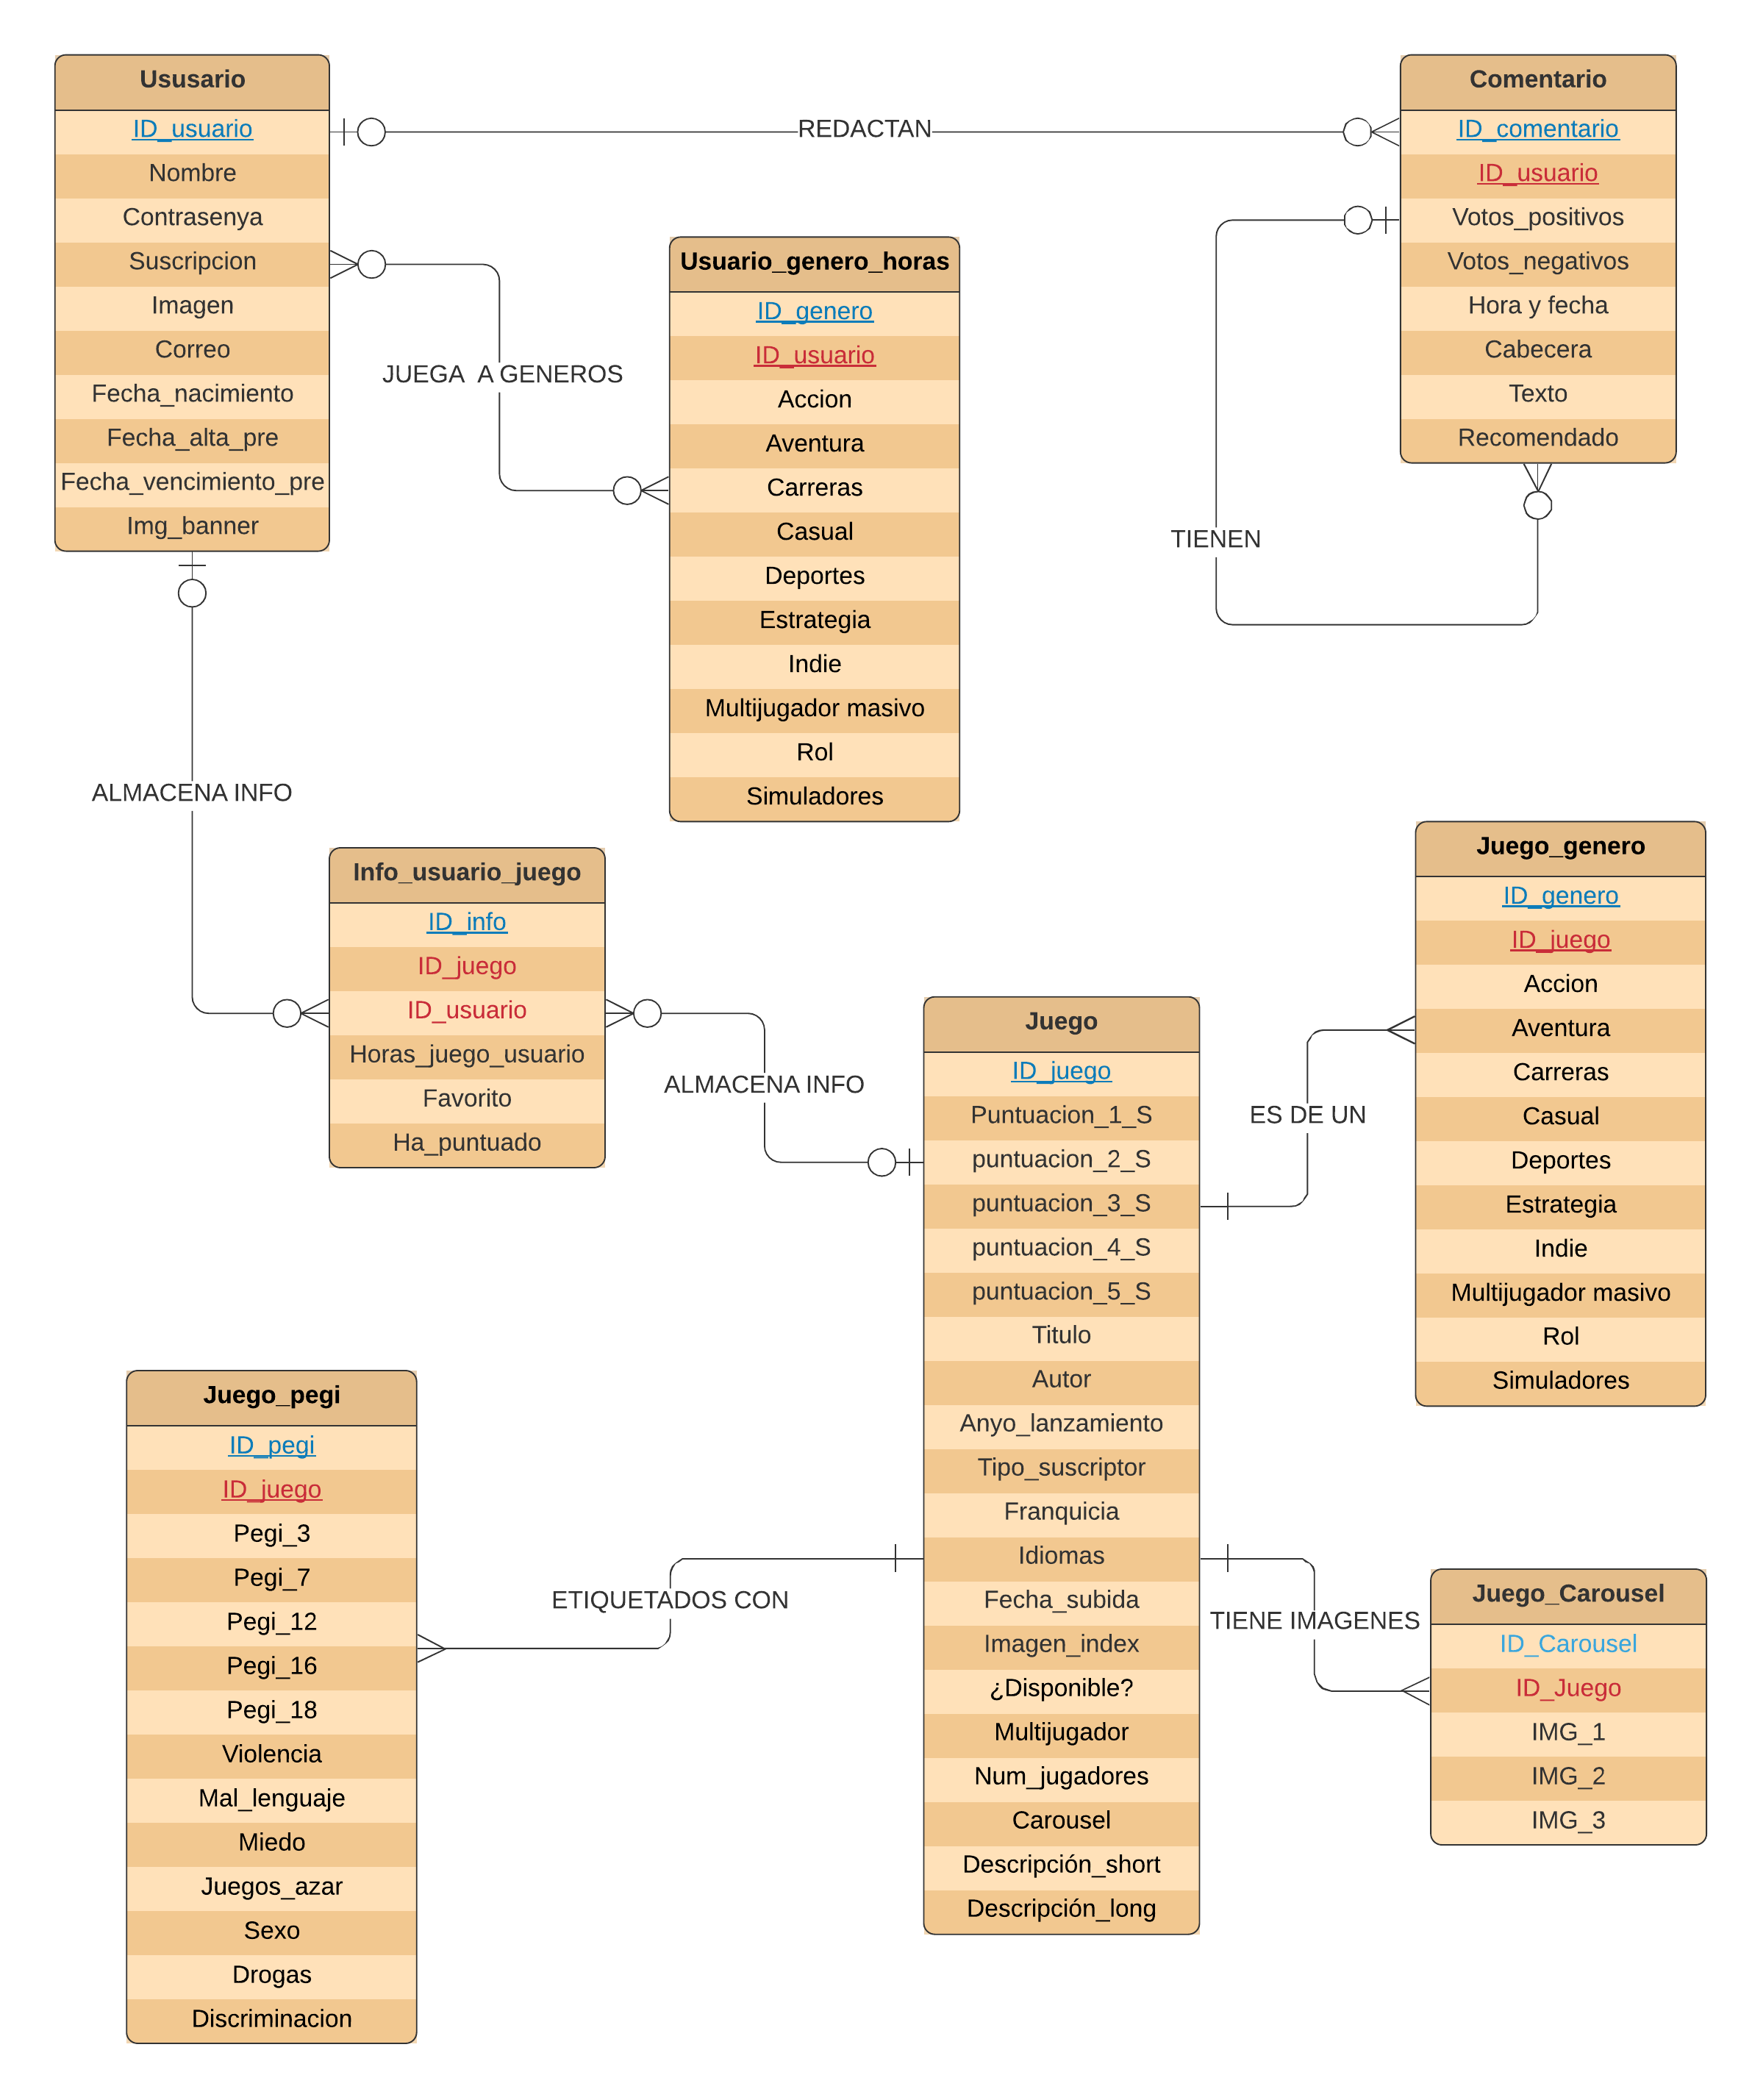 Ususario
ID_usuario
Nombre
Contrasenya
Suscripcion
Imagen
Correo
Fecha_nacimiento
Fecha_alta_pre
Fecha_vencimiento_pre
Img_banner
REDACTAN
Comentario
ID_comentario
ID_usuario
Votos_positivos
Votos_negativos
Hora y fecha
Cabecera
Texto
Recomendado
TIENEN
JUEGA A GENEROS
Usuario_genero_horas
ID_genero
ID_usuario
Accion
Aventura
Carreras
Casual
Deportes
Estrategia
Indie
Multijugador masivo
Rol
Simuladores
ALMACENA INFO
Info_usuario_juego
ID_info
ID_juego
ID_usuario
Horas_juego_usuario
Favorito
Ha_puntuado
ALMACENA INFO
Juego
ID_juego
Puntuacion_1_S
puntuacion_2_S
puntuacion_3_S
puntuacion_4_S
puntuacion_5_S
Titulo
Autor
Anyo_lanzamiento
Tipo_suscriptor
Franquicia
Idiomas
Fecha_subida
Imagen_index
¿Disponible?
Multijugador
Num_jugadores
Carousel
Descripción_short
Descripción_long
ES DE UN
Juego_genero
ID_genero
ID_juego
Accion
Aventura
Carreras
Casual
Deportes
Estrategia
Indie
Multijugador masivo
Rol
Simuladores
Juego_pegi
ID_pegi
ID_juego
Pegi_3
Pegi_7
Pegi_12
Pegi_16
Pegi_18
Violencia
Mal_lenguaje
Miedo
Juegos_azar
Sexo
Drogas
Discriminacion
ETIQUETADOS CON
TIENE IMAGENES
Juego_Carousel
ID_Carousel
ID_Juego
IMG_1
IMG_2
IMG_3